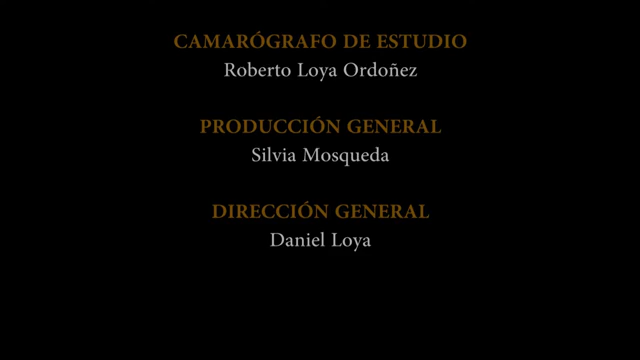 CAMARÓGRAFO DE ESTUDIO
Roberto Loya Ordoñez
PRODUCCIÓN GENERAL
Silvia Mosqueda
DIRECCIÓN GENERAL
Daniel Loya